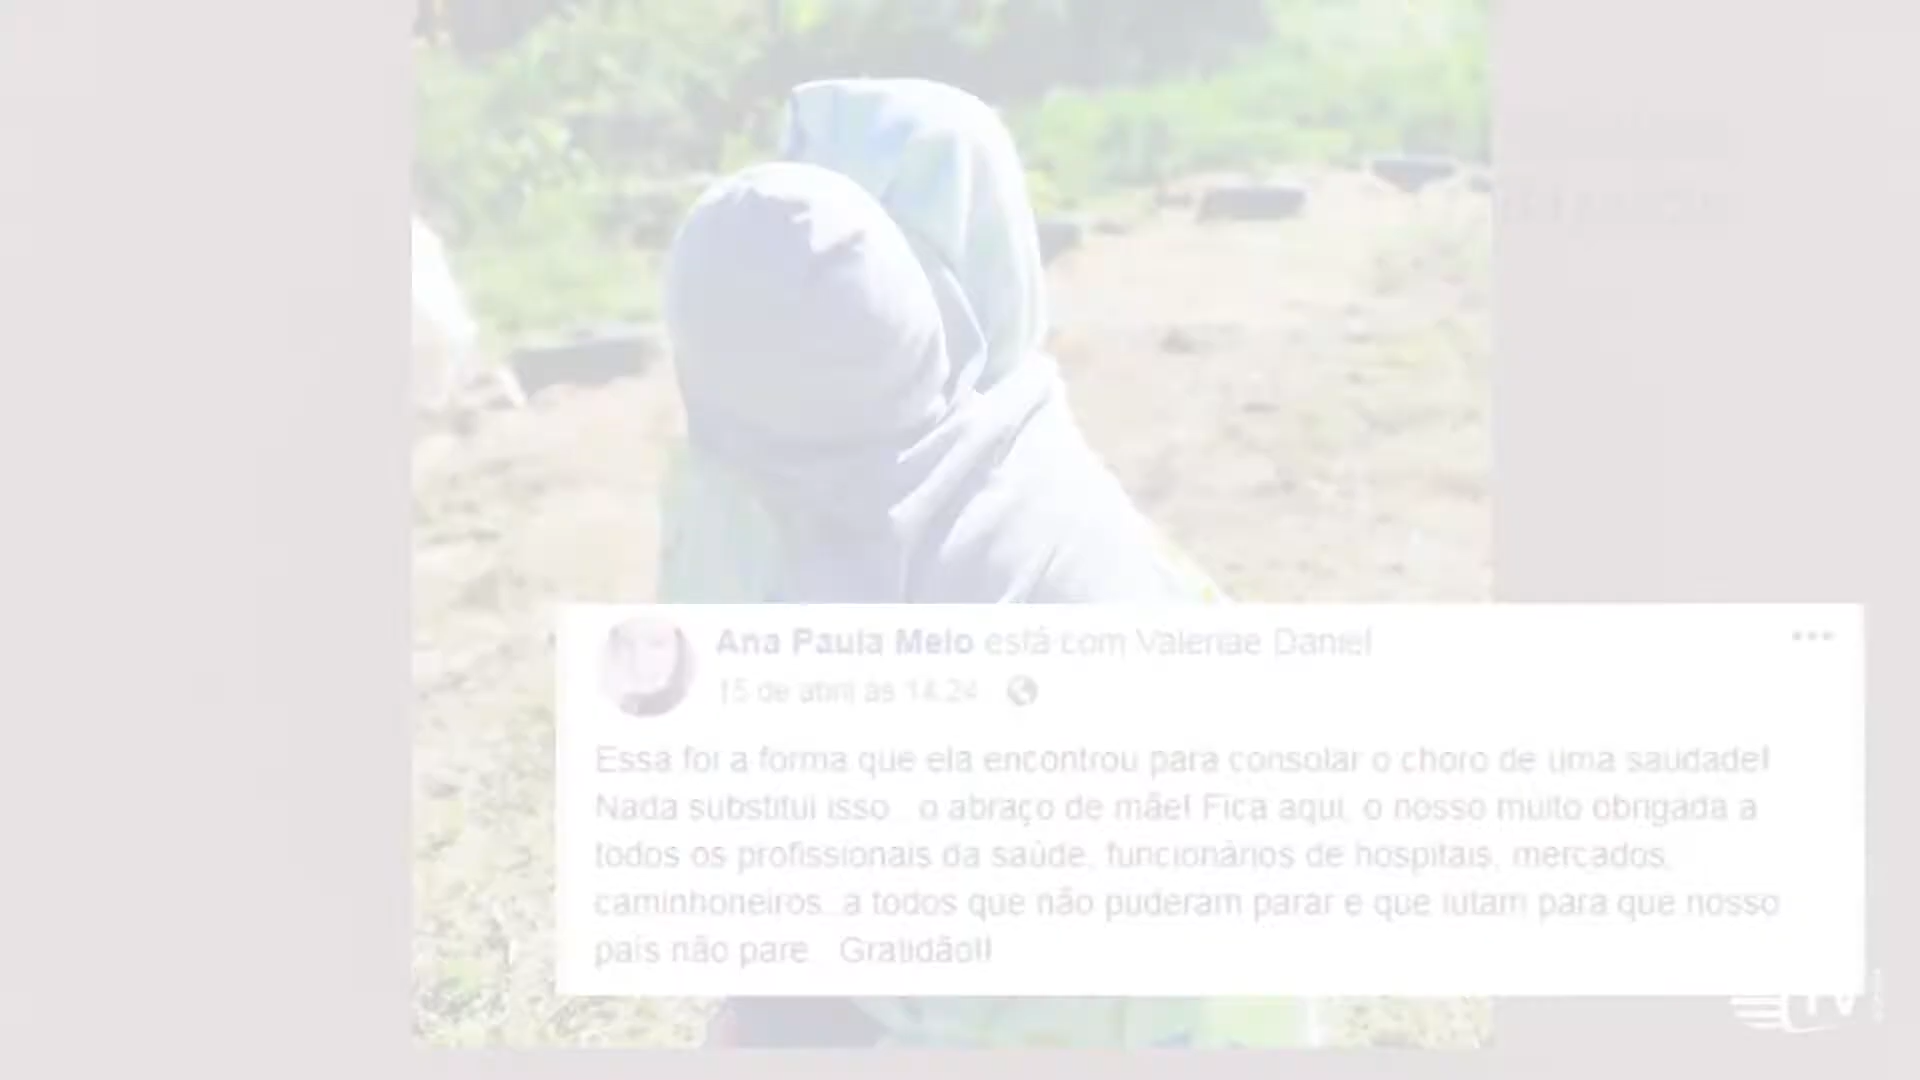 Ana Paula Melo está com Valeriae Daniel
15 de abril às 14:24
Essa foi a forma que ela encontrou para consolar o choro de uma saudade!
Nada substitui isso...o abraço de mãe! Fica aqui, o nosso muito obrigada a
todos os profissionais da saúde, funcionários de hospitais, mercados,
caminhoneiros...a todos que não puderam parar e que lutam para que nosso
país não pare... Gratidão!!
TV